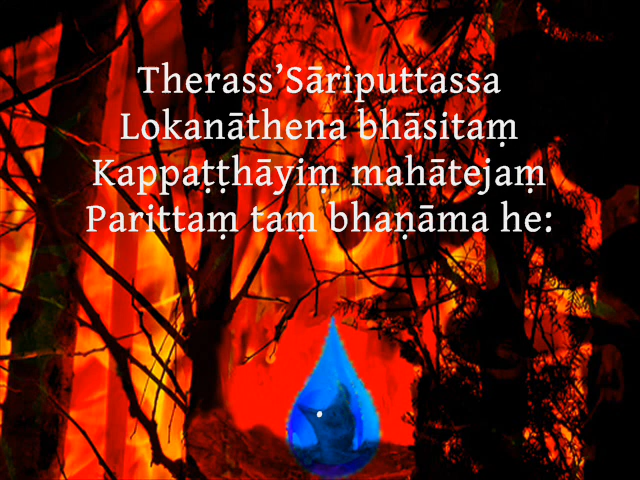 Therass’Sāriputtassa
Lokanāthena bhāsitaṃ
Kappaṭṭhāyiṃ mahātejaṃ
Parittaṃ taṃ bhaṇāma he: